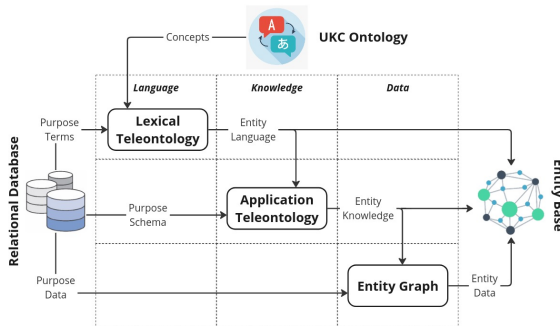 Concepts
A
あ
UKC Ontology
Language
Knowledge
Data
Purpose
Terms
Lexical
Teleontology
Entity
Language
Relational Database
Purpose
Schema
Application
Teleontology
Entity
Knowledge
Entity Base
Purpose
Data
Entity Graph
Entity
Data